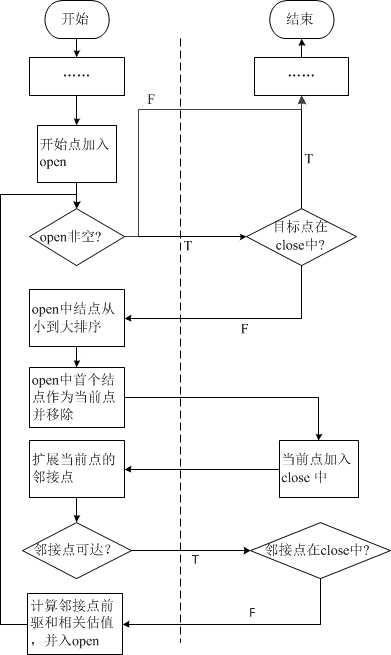 开始
结束
……
……
F
开始点加入
open
T
open非空?
T
目标点在
close中?
open中结点从
小到大排序
F
open中首个结
点作为当前点
并移除
扩展当前点的
邻接点
当前点加入
close 中
邻接点可达?
T
邻接点在close中?
计算邻接点前
驱和相关估值
，并入open
F